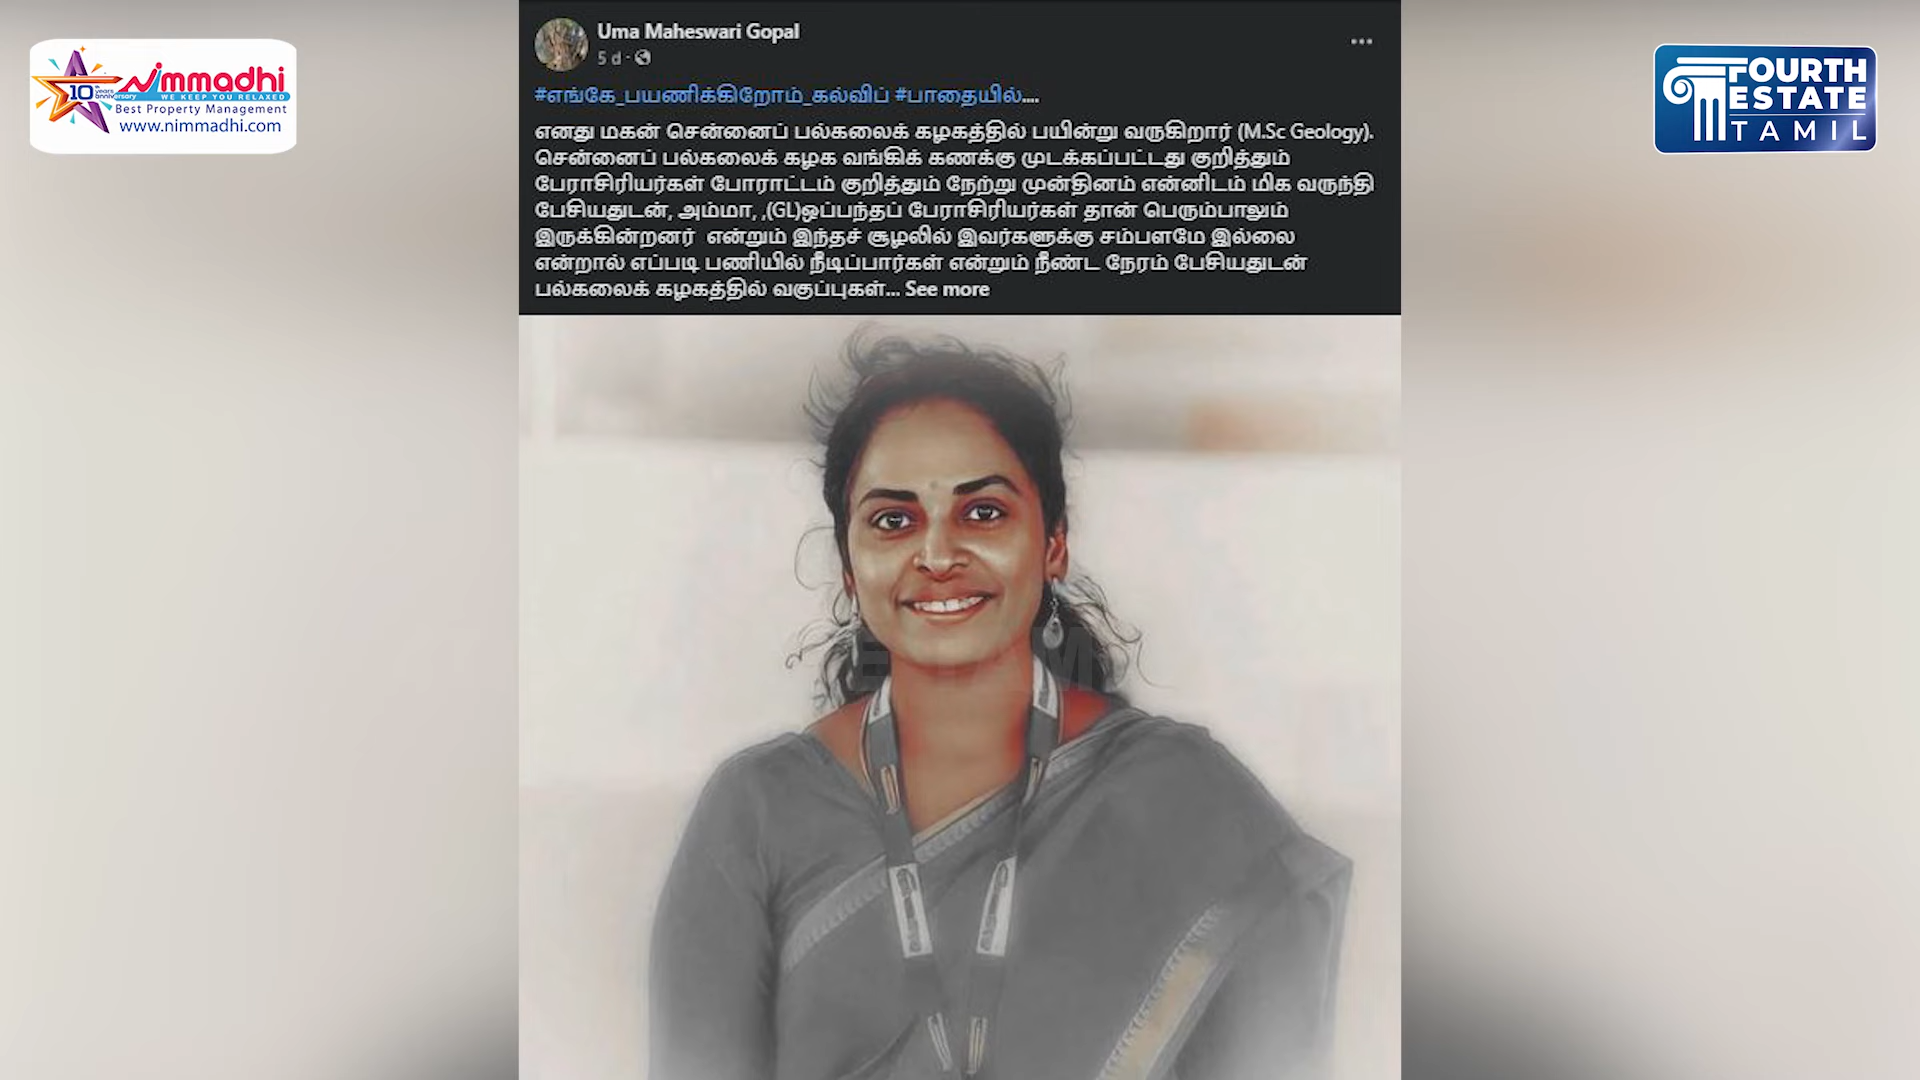 Uma Maheswari Gopal
5 d ·
#எங்கே_பயணிக்கிறோம்_கல்விப் #பாதையில்....
எனது மகன் சென்னைப் பல்கலைக் கழகத்தில் பயின்று வருகிறார் (M.Sc Geology).
சென்னைப் பல்கலைக் கழக வங்கிக் கணக்கு முடக்கப்பட்டது குறித்தும்
பேராசிரியர்கள் போராட்டம் குறித்தும் நேற்று முன்தினம் என்னிடம் மிக வருந்தி
பேசியதுடன், அம்மா, ,(GL)ஒப்பந்தப் பேராசிரியர்கள் தான் பெரும்பாலும்
இருக்கின்றனர் என்றும் இந்தச் சூழலில் இவர்களுக்கு சம்பளமே இல்லை
என்றால் எப்படி பணியில் நீடிப்பார்கள் என்றும் நீண்ட நேரம் பேசியதுடன்
பல்கலைக் கழகத்தில் வகுப்புகள்... See more
10th years anniversary
Nimmadhi
WE KEEP YOU RELAXED
Best Property Management
www.nimmadhi.com
FOURTH
ESTATE
TAMIL